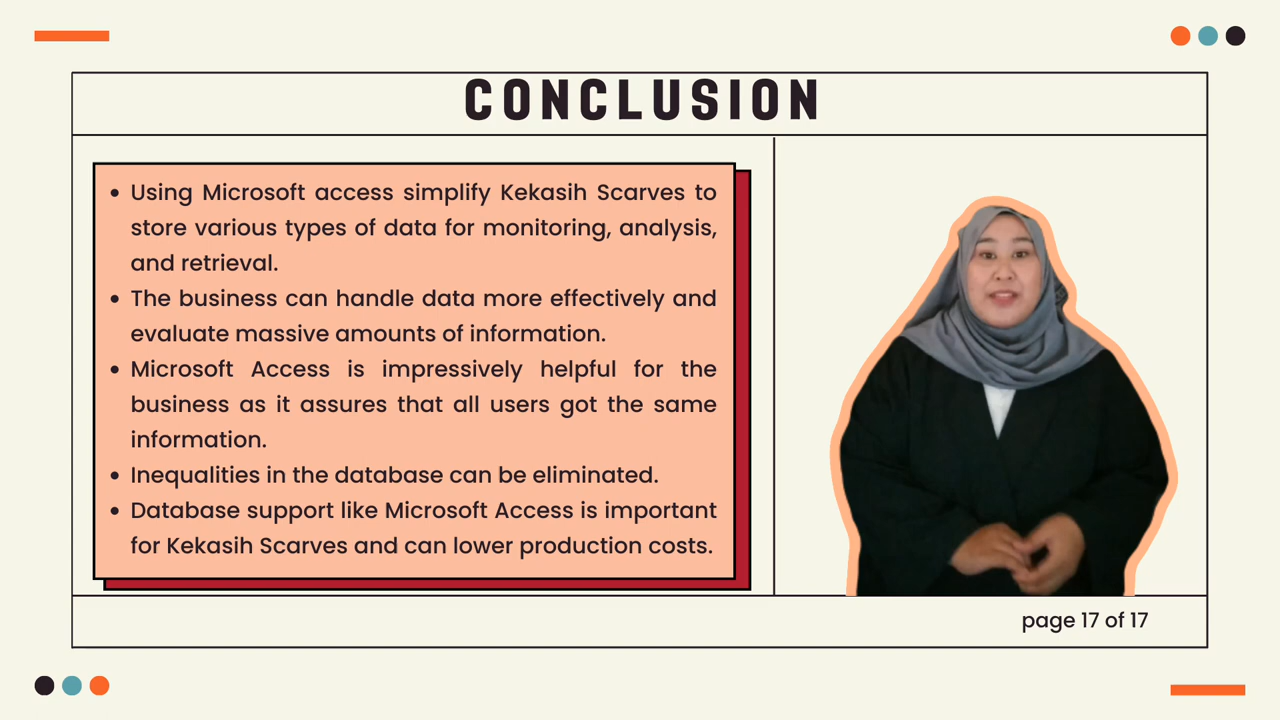 CONCLUSION
• Using Microsoft access simplify Kekasih Scarves to
store various types of data for monitoring, analysis,
and retrieval.
• The business can handle data more effectively and
evaluate massive amounts of information.
• Microsoft Access is impressively helpful for the
business as it assures that all users got the same
information.
• Inequalities in the database can be eliminated.
• Database support like Microsoft Access is important
for Kekasih Scarves and can lower production costs.
page 17 of 17